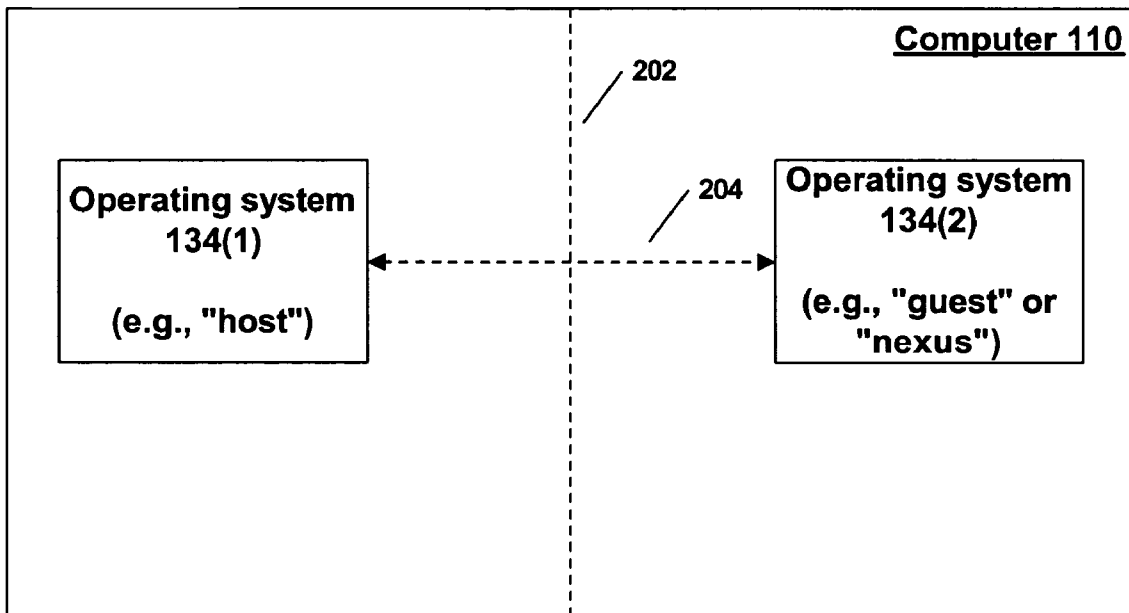 Computer 110
202
204
Operating system
134(1)
(e.g., "host")
Operating system
134(2)
(e.g., "guest" or
"nexus")